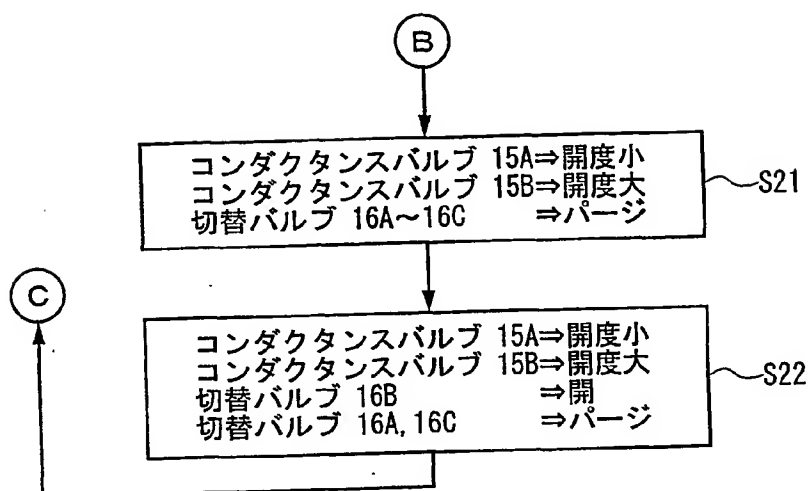 B
コンダクタンスバルブ 15A⇒開度小
コンダクタンスバルブ 15B⇒開度大
切替バルブ 16A～16C ⇒パージ
S21
C
コンダクタンスバルブ 15A⇒開度小
コンダクタンスバルブ 15B⇒開度大
切替バルブ 16B ⇒開
切替バルブ 16A,16C ⇒パージ
S22